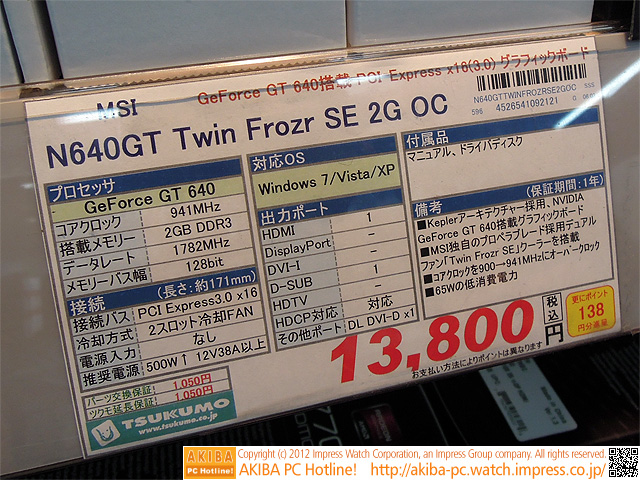 MSI
GeForce GT 640搭載 PCI Express x16(3.0) グラフィックボード
N640GT Twin Frozr SE 2G OC
N640GTTWINFROZRSE2GOC
596 4526541092121
プロセッサ
GeForce GT 640
コアクロック 941MHz
搭載メモリー 2GB DDR3
データレート 1782MHz
メモリーバス幅 128bit
接続 (長さ:約171mm)
接続バス PCI Express3.0 x16
冷却方式 2スロット冷却FAN
電源入力 なし
推奨電源 500W↑ 12V38A以上
対応OS
Windows 7/Vista/XP
出力ポート
HDMI 1
DisplayPort -
DVI-I 1
D-SUB -
HDTV -
HDCP対応 対応
その他ポート DL DVI-D x1
付属品
マニュアル、ドライバディスク
備考 (保証期間:1年)
■Keplerアーキテクチャー採用、NVIDIA
GeForce GT 640搭載グラフィックボード
■MSI独自のプロペラブレード採用デュアル
ファン「Twin Frozr SE」クーラーを搭載
■コアクロックを900→941MHzにオーバークロック
■65Wの低消費電力
パーツ交換保証 1,050円
ツクモ延長保証 1,050円
TSUKUMO
www.tsukumo.co.jp
13,800
税込
円
更にポイント
138
円分進呈
お支払い方法によりポイントは異なります
AKIBA
PC Hotline!
Copyright (c) 2012 Impress Watch Corporation, an Impress Group company. All rights reserved.
AKIBA PC Hotline! http://akiba-pc.watch.impress.co.jp/